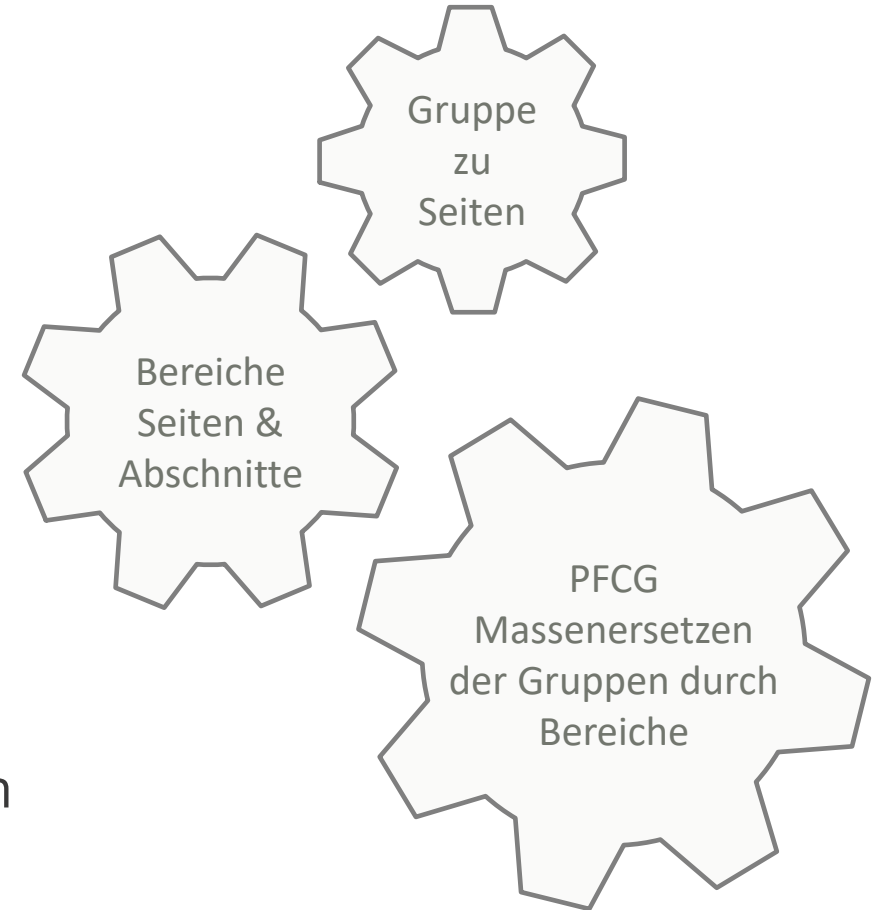 Gruppe
zu
Seiten
Bereiche
Seiten &
Abschnitte
PFCG
Massenersetzen
der Gruppen durch
Bereiche
n